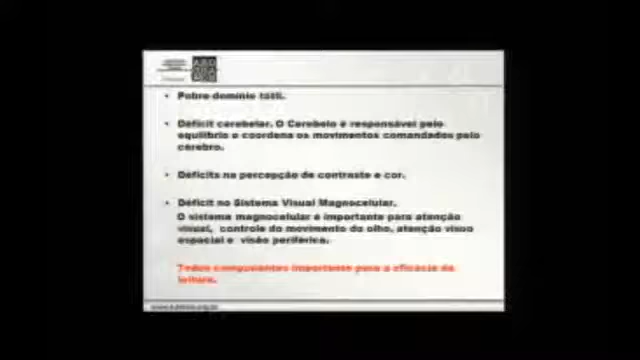 • Pobre domínio tátil.
• Déficit cerebelar. O Cerebelo é responsável pelo
equilíbrio e coordena os movimentos comandados pelo
cérebro.
• Déficits na percepção de contraste e cor.
• Déficit no Sistema Visual Magnocelular.
O sistema magnocelular é importante para atenção
visual, controle do movimento do olho, atenção visuo
espacial e visão periférica.
Todos componentes importante para a eficácia da
leitura.